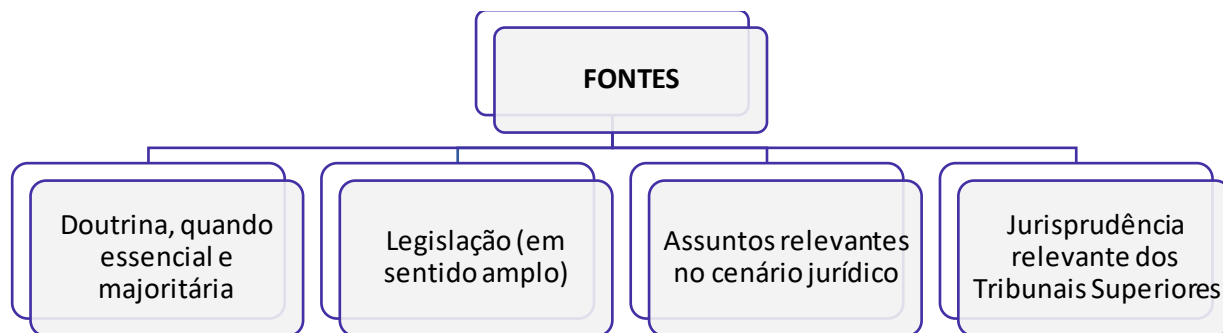 FONTES
Doutrina, quando
essencial e
majoritária
Legislação (em
sentido amplo)
Assuntos relevantes
no cenário jurídico
Jurisprudência
relevante dos
Tribunais Superiores